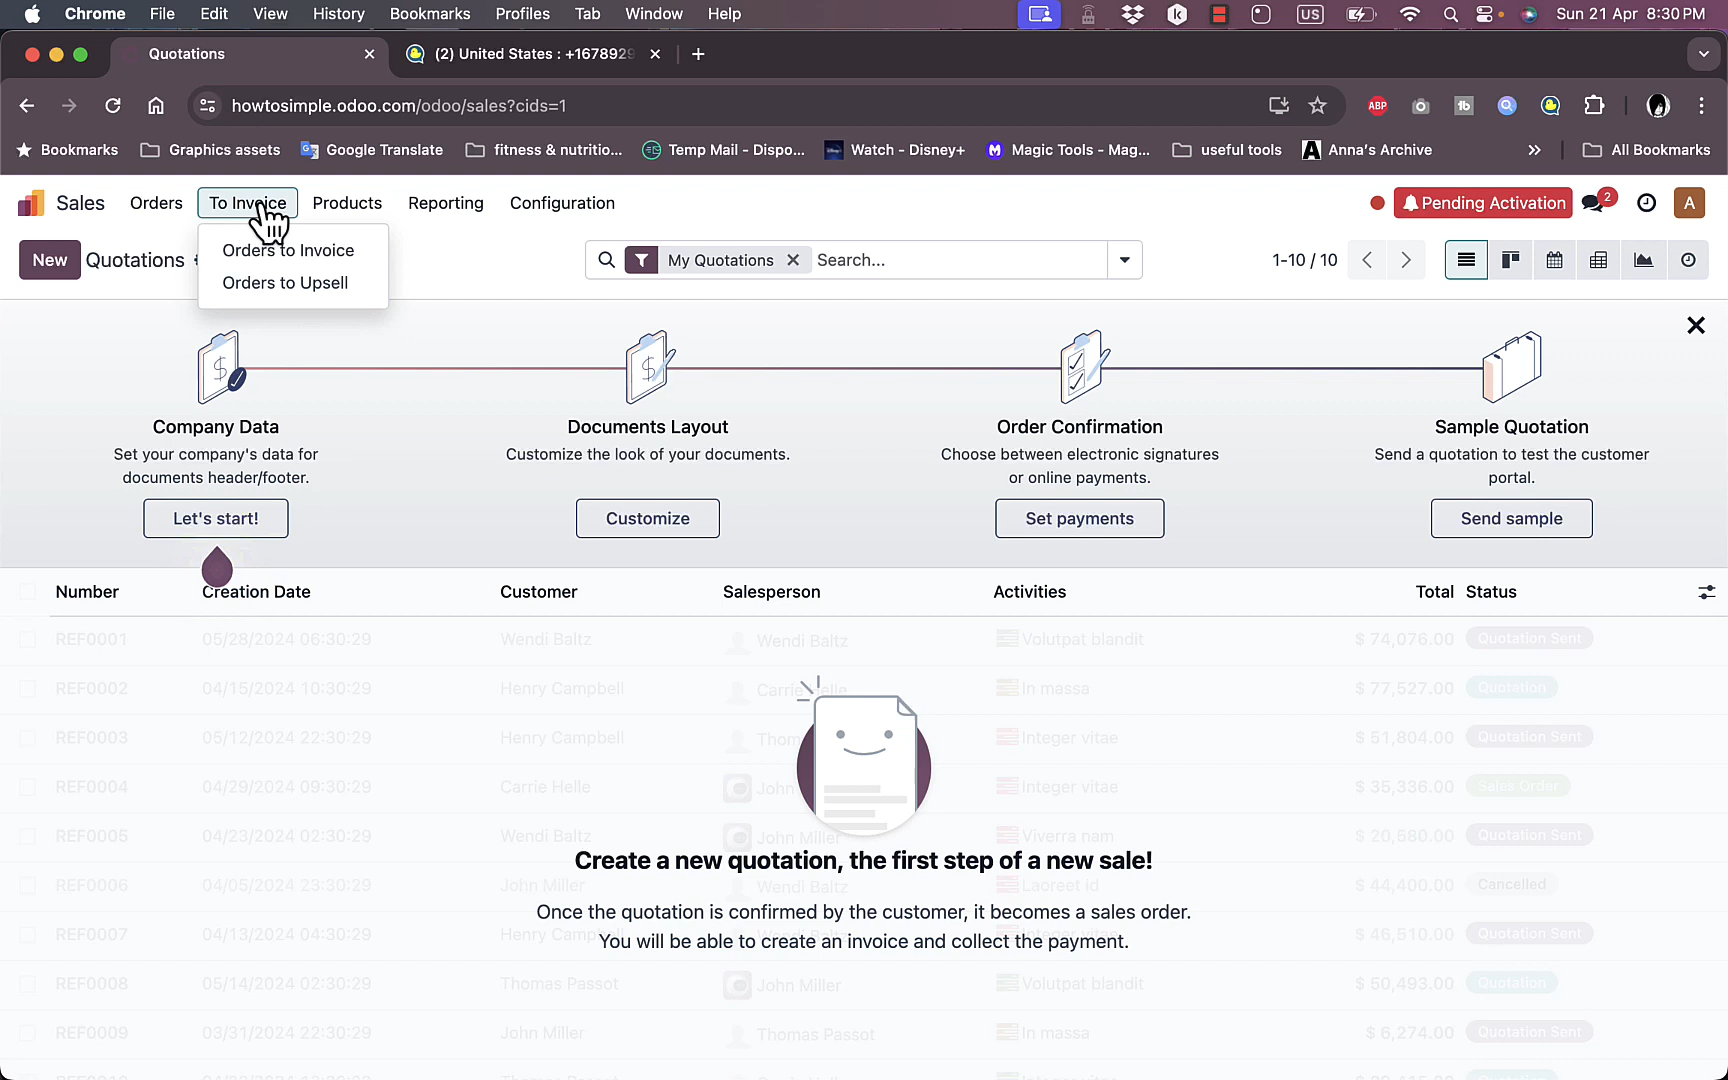 Chrome File Edit View History Bookmarks Profiles Tab Window Help US Sun 21 Apr 8:30 PM
Quotations (2) United States : +1678929
howtosimple.odoo.com/odoo/sales?cids=1 ABP tb
Bookmarks Graphics assets Google Translate fitness & nutritio... Temp Mail - Dispo... Watch - Disney+ Magic Tools - Mag... useful tools Anna's Archive All Bookmarks
Sales Orders To Invoice Products Reporting Configuration Pending Activation 2 A
New Quotations My Quotations Search... 1-10 / 10
Orders to Invoice
Orders to Upsell
Company Data
Set your company's data for
documents header/footer.
Let's start!
Documents Layout
Customize the look of your documents.
Customize
Order Confirmation
Choose between electronic signatures
or online payments.
Set payments
Sample Quotation
Send a quotation to test the customer
portal.
Send sample
Number Creation Date Customer Salesperson Activities Total Status
REF0001 05/28/2024 06:30:29 Wendi Baltz Wendi Baltz Volutpat blandit $ 74,076.00 Quotation Sent
REF0002 04/15/2024 10:30:29 Henry Campbell Carrie Helle In massa $ 77,527.00 Quotation
REF0003 05/12/2024 22:30:29 Henry Campbell Thom Integer vitae $ 51,804.00 Quotation Sent
REF0004 04/29/2024 09:30:29 Carrie Helle John Integer vitae $ 35,336.00 Sales Order
REF0005 04/23/2024 02:30:29 Wendi Baltz John Miller Viverra nam $ 20,580.00 Quotation Sent
Create a new quotation, the first step of a new sale!
REF0006 04/05/2024 23:30:29 John Miller Wendi Baltz Laoreet id $ 44,400.00 Cancelled
Once the quotation is confirmed by the customer, it becomes a sales order.
REF0007 04/13/2024 04:30:29 Henry Campbell $ 46,510.00 Quotation Sent
You will be able to create an invoice and collect the payment.
REF0008 05/14/2024 02:30:29 Thomas Passot John Miller Volutpat blandit $ 50,493.00 Quotation
REF0009 03/31/2024 22:30:29 John Miller Thomas Passot In massa $ 6,274.00 Quotation Sent